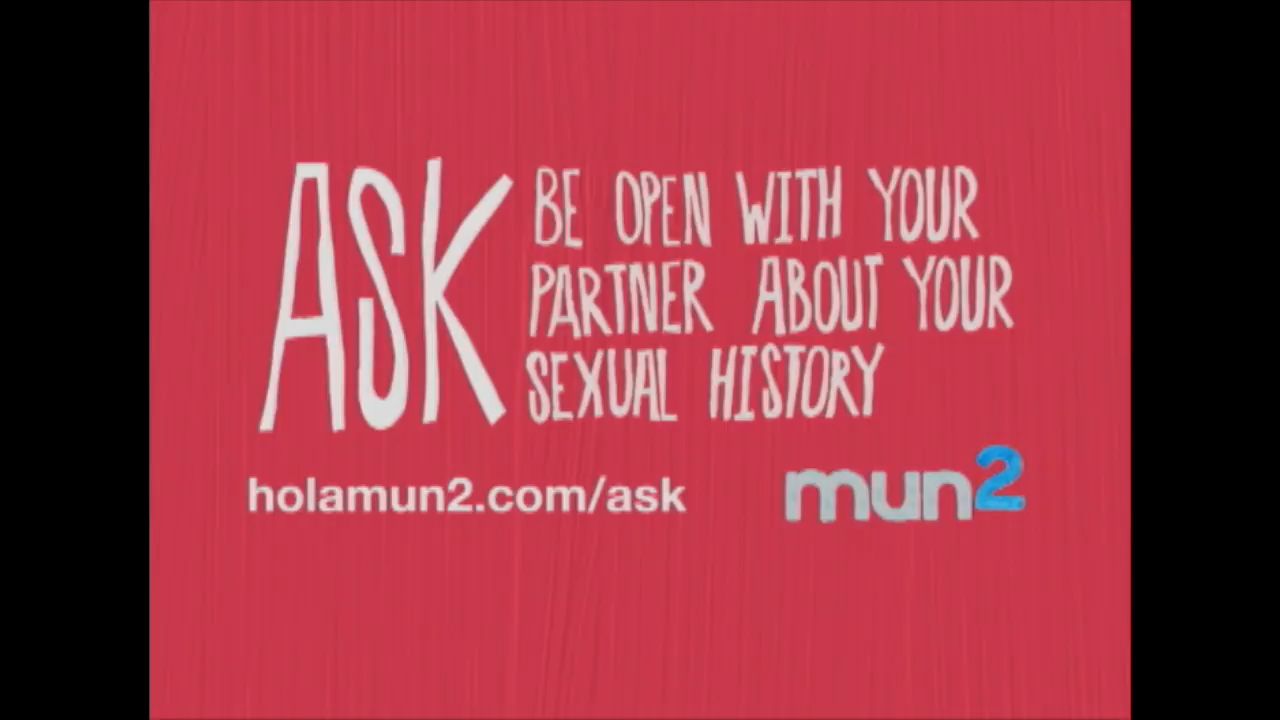 ASK
BE OPEN WITH YOUR
PARTNER ABOUT YOUR
SEXUAL HISTORY
holamun2.com/ask
mun2